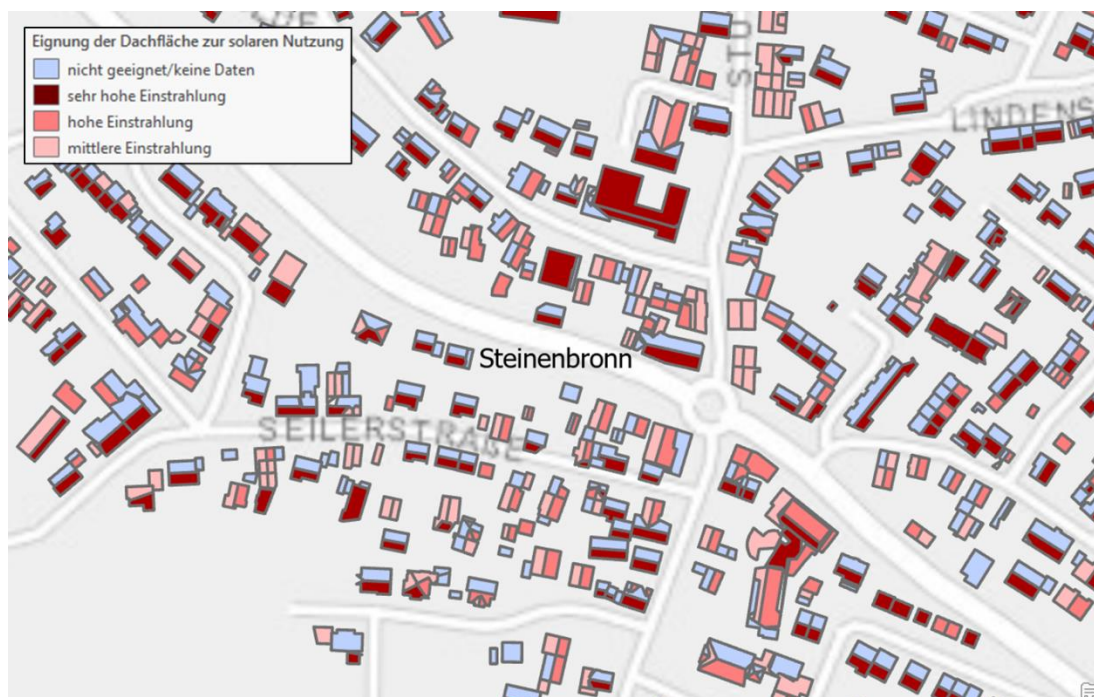 Eignung der Dachfläche zur solaren Nutzung
nicht geeignet/keine Daten
sehr hohe Einstrahlung
hohe Einstrahlung
mittlere Einstrahlung
STU
LINDENS
Steinenbronn
SEILERSTRAßE